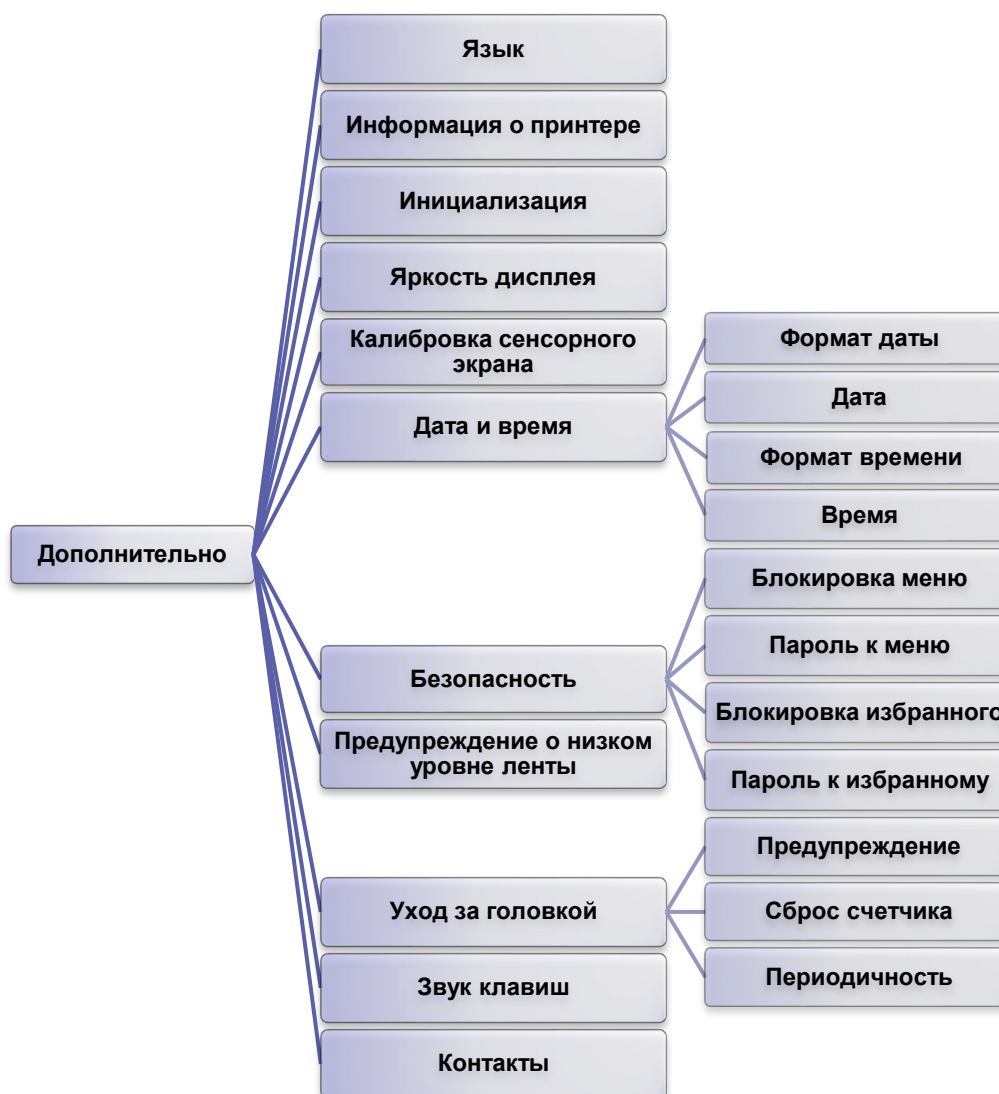 Язык
Информация о принтере
Инициализация
Яркость дисплея
Калибровка сенсорного
экрана
Дата и время
Формат даты
Дата
Формат времени
Время
Дополнительно
Безопасность
Блокировка меню
Пароль к меню
Блокировка избранного
Пароль к избранному
Предупреждение о низком
уровне ленты
Уход за головкой
Предупреждение
Сброс счетчика
Периодичность
Звук клавиш
Контакты